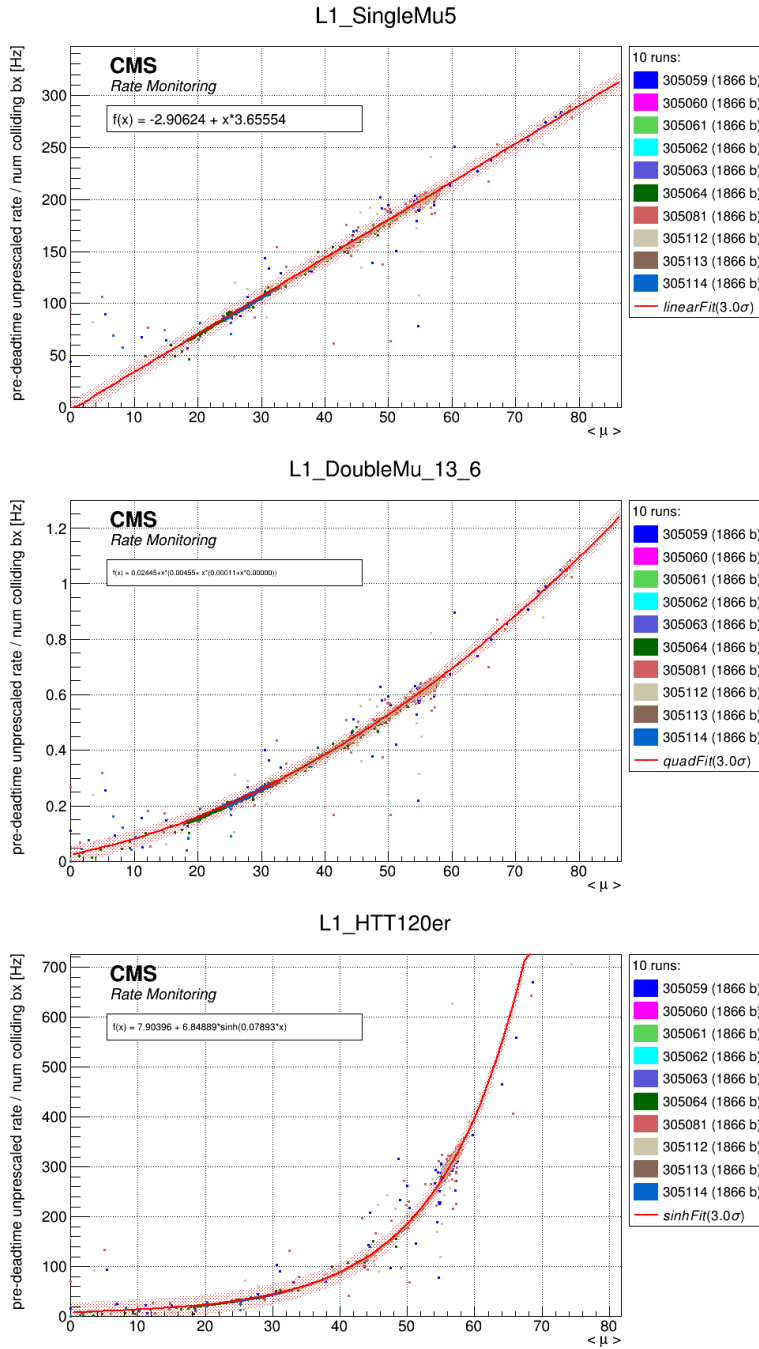 L1_SingleMu5
pre-deadtime unprescaled rate / num colliding bx [Hz]
CMS
Rate Monitoring
f(x) = -2.90624 + x*3.65554
300
250
200
150
100
50
0
0 10 20 30 40 50 60 70 80
< μ >
10 runs:
305059 (1866 b)
305060 (1866 b)
305061 (1866 b)
305062 (1866 b)
305063 (1866 b)
305064 (1866 b)
305081 (1866 b)
305112 (1866 b)
305113 (1866 b)
305114 (1866 b)
linearFit(3.0σ)
L1_DoubleMu_13_6
pre-deadtime unprescaled rate / num colliding bx [Hz]
CMS
Rate Monitoring
f(x) = 0.02445+x*(0.00455+ x*(0.00011+x*0.00000))
1.2
1
0.8
0.6
0.4
0.2
0
0 10 20 30 40 50 60 70 80
< μ >
10 runs:
305059 (1866 b)
305060 (1866 b)
305061 (1866 b)
305062 (1866 b)
305063 (1866 b)
305064 (1866 b)
305081 (1866 b)
305112 (1866 b)
305113 (1866 b)
305114 (1866 b)
quadFit(3.0σ)
L1_HTT120er
pre-deadtime unprescaled rate / num colliding bx [Hz]
CMS
Rate Monitoring
f(x) = 7.90396 + 6.84889*sinh(0.07893*x)
700
600
500
400
300
200
100
0
0 10 20 30 40 50 60 70 80
< μ >
10 runs:
305059 (1866 b)
305060 (1866 b)
305061 (1866 b)
305062 (1866 b)
305063 (1866 b)
305064 (1866 b)
305081 (1866 b)
305112 (1866 b)
305113 (1866 b)
305114 (1866 b)
sinhFit(3.0σ)